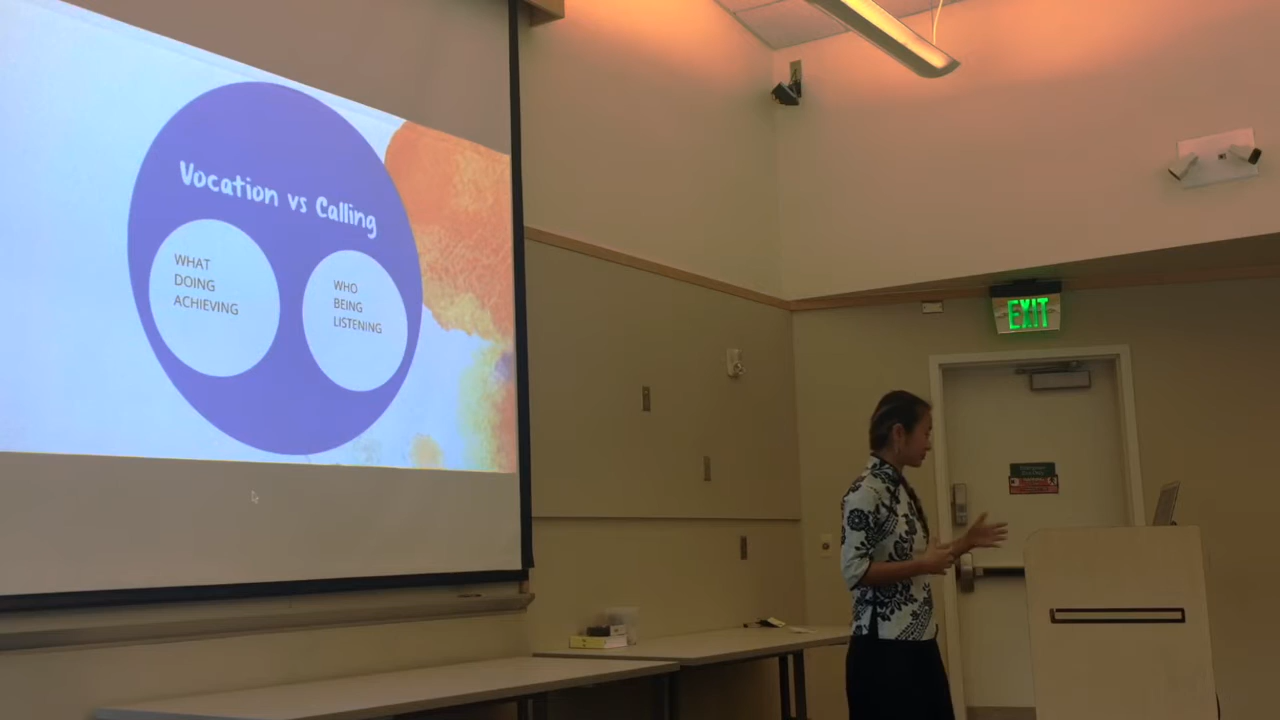 Vocation vs Calling
WHAT
DOING
ACHIEVING
WHO
BEING
LISTENING
EXIT